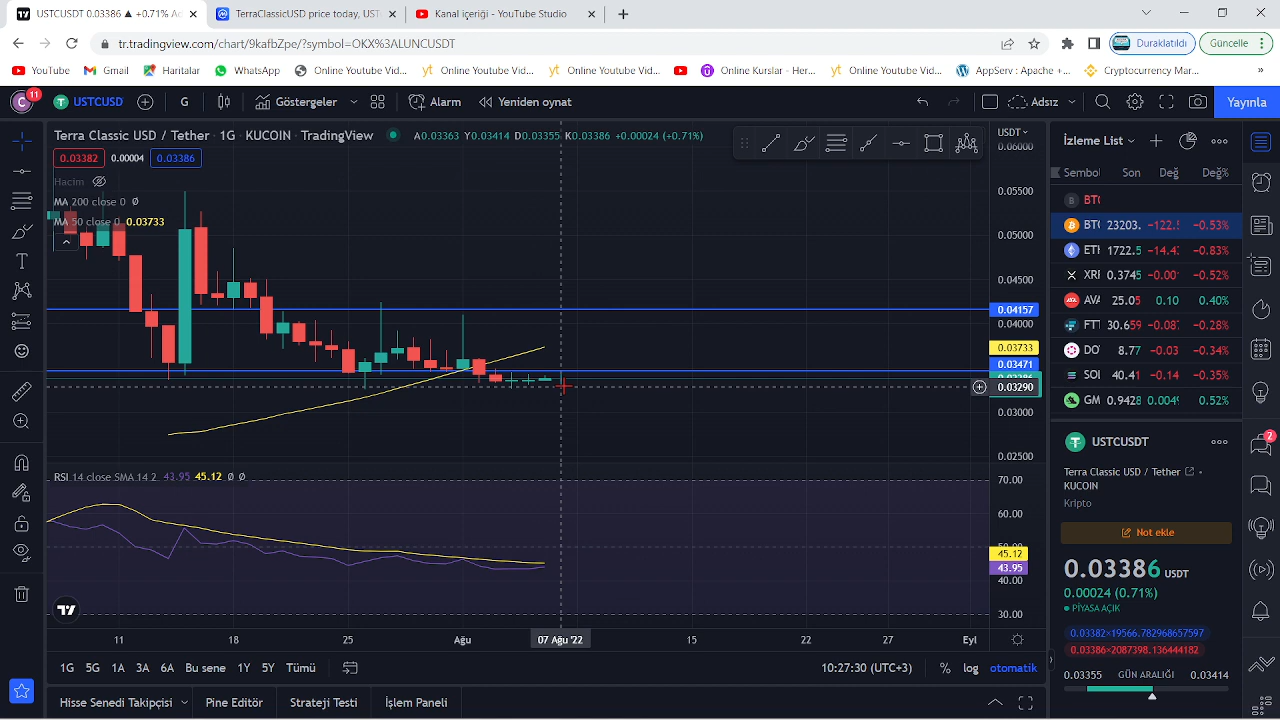 USTCUSDT 0.03386 ▲ +0.71%
TerraClassicUSD price today, UST
Kanal içeriği - YouTube Studio
tr.tradingview.com/chart/9kafbZpe/?symbol=OKX%3ALUNCUSDT
Duraklatıldı
Güncelle
YouTube
Gmail
Haritalar
WhatsApp
Online Youtube Vid...
Online Youtube Vid...
Online Youtube Vid...
Online Kurslar - Her...
Online Youtube Vid...
AppServ : Apache +...
Cryptocurrency Mar...
»
C 11
USTCUSD
G
Göstergeler
Alarm
Yeniden oynat
Adsız
Yayınla
Terra Classic USD / Tether · 1G · KUCOIN · TradingView
A0.03363 Y0.03414 D0.03355 K0.03386 +0.00024 (+0.71%)
0.03382 0.00004 0.03386
Hacim
MA 200 close 0 Ø
MA 50 close 0 0.03733
USDT
0.06000
0.05500
0.05000
0.04500
0.04157
0.04000
0.03733
0.03471
0.03290
0.03000
0.02500
RSI 14 close SMA 14 2 43.95 45.12 Ø Ø
70.00
60.00
45.12
43.95
40.00
30.00
11 18 25 Ağu 07 Ağu '22 15 22 27 Eyl
1G 5G 1A 3A 6A Bu sene 1Y 5Y Tümü
10:27:30 (UTC+3) % log otomatik
Hisse Senedi Takipçisi
Pine Editör
Strateji Testi
İşlem Paneli
İzleme List
Sembol Son Değ Değ%
BTC
BTC 23203. −122.5 −0.53%
ETH 1722.5 −14.4 −0.83%
XRI 0.3745 −0.00 −0.52%
AVA 25.05 0.10 0.40%
FTT 30.659 −0.08 −0.28%
DO 8.77 −0.03 −0.34%
SOI 40.41 −0.14 −0.35%
GM 0.9428 0.004 0.52%
USTCUSDT
Terra Classic USD / Tether
KUCOIN
Kripto
Not ekle
0.03386 USDT
0.00024 (0.71%)
PİYASA AÇIK
0.03382×19566.782968657597
0.03386×2087398.136444182
0.03355 GÜN ARALIĞI 0.03414
2